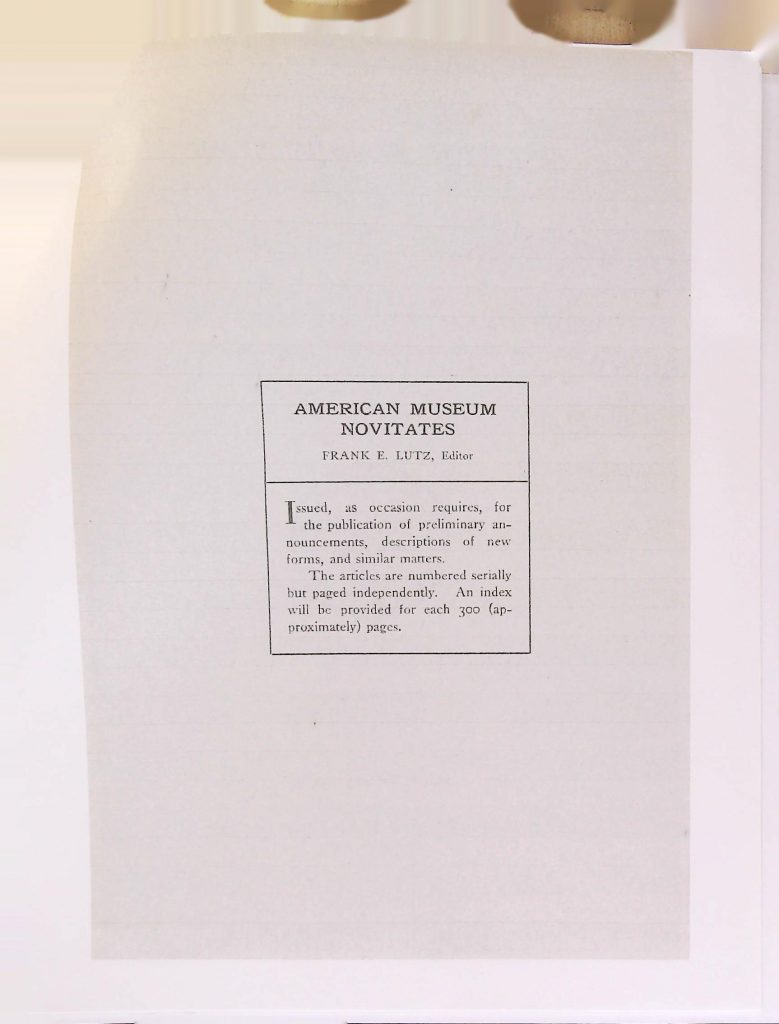 AMERICAN MUSEUM
NOVITATES
FRANK E. LUTZ, Editor
Issued, as occasion requires, for
the publication of preliminary an-
nouncements, descriptions of new
forms, and similar matters.
The articles are numbered serially
but paged independently. An index
will be provided for each 300 (ap-
proximately) pages.